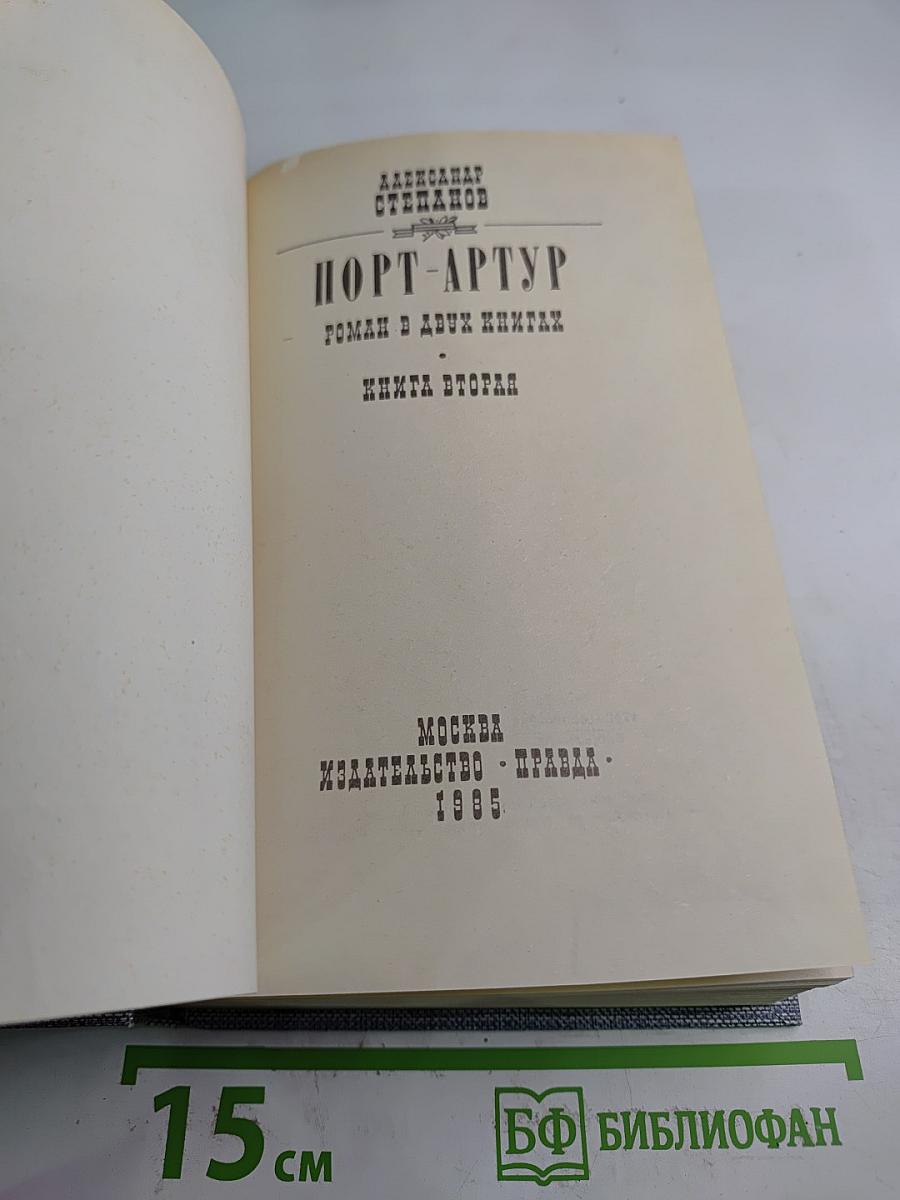 АЛЕКСАНДР
СТЕПАНОВ
ПОРТ-АРТУР
РОМАН В ДВУХ КНИГАХ
•
КНИГА ВТОРАЯ
МОСКВА
ИЗДАТЕЛЬСТВО «ПРАВДА»
1985
15 см
БФ БИБЛИОФАН